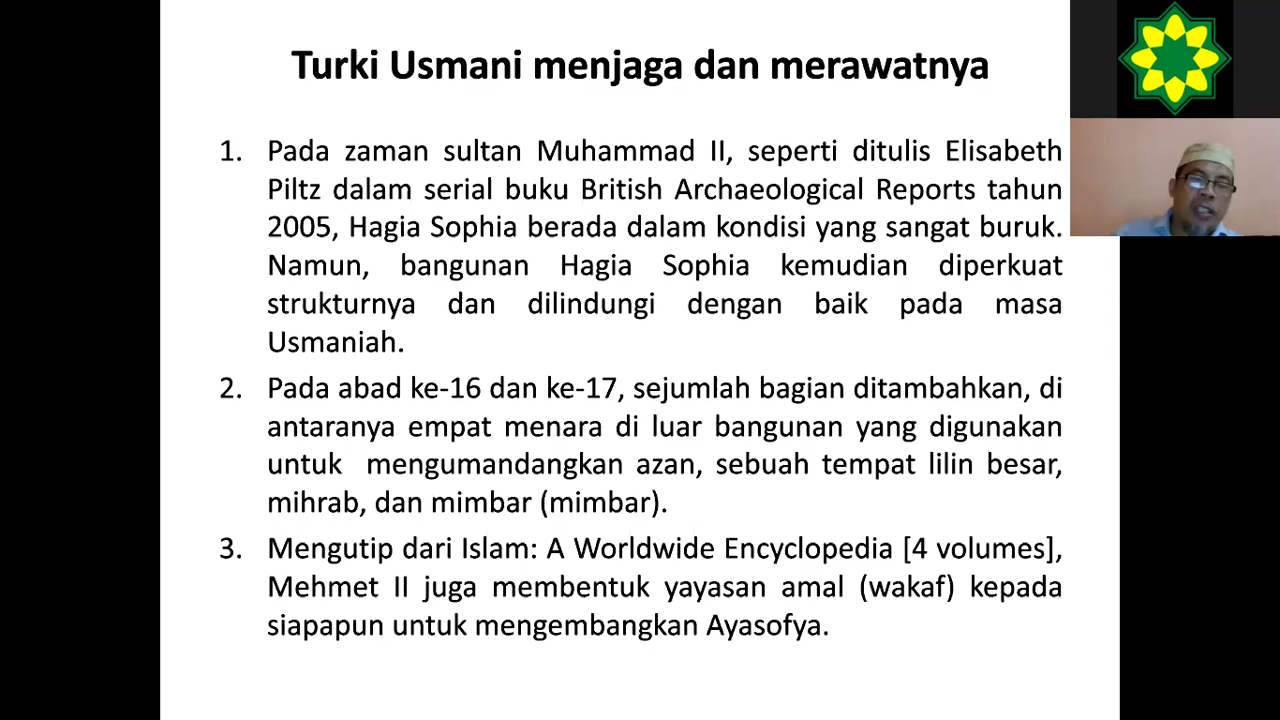 Turki Usmani menjaga dan merawatnya
1. Pada zaman sultan Muhammad II, seperti ditulis Elisabeth
Piltz dalam serial buku British Archaeological Reports tahun
2005, Hagia Sophia berada dalam kondisi yang sangat buruk.
Namun, bangunan Hagia Sophia kemudian diperkuat
strukturnya dan dilindungi dengan baik pada masa
Usmaniah.
2. Pada abad ke-16 dan ke-17, sejumlah bagian ditambahkan, di
antaranya empat menara di luar bangunan yang digunakan
untuk mengumandangkan azan, sebuah tempat lilin besar,
mihrab, dan mimbar (mimbar).
3. Mengutip dari Islam: A Worldwide Encyclopedia [4 volumes],
Mehmet II juga membentuk yayasan amal (wakaf) kepada
siapapun untuk mengembangkan Ayasofya.